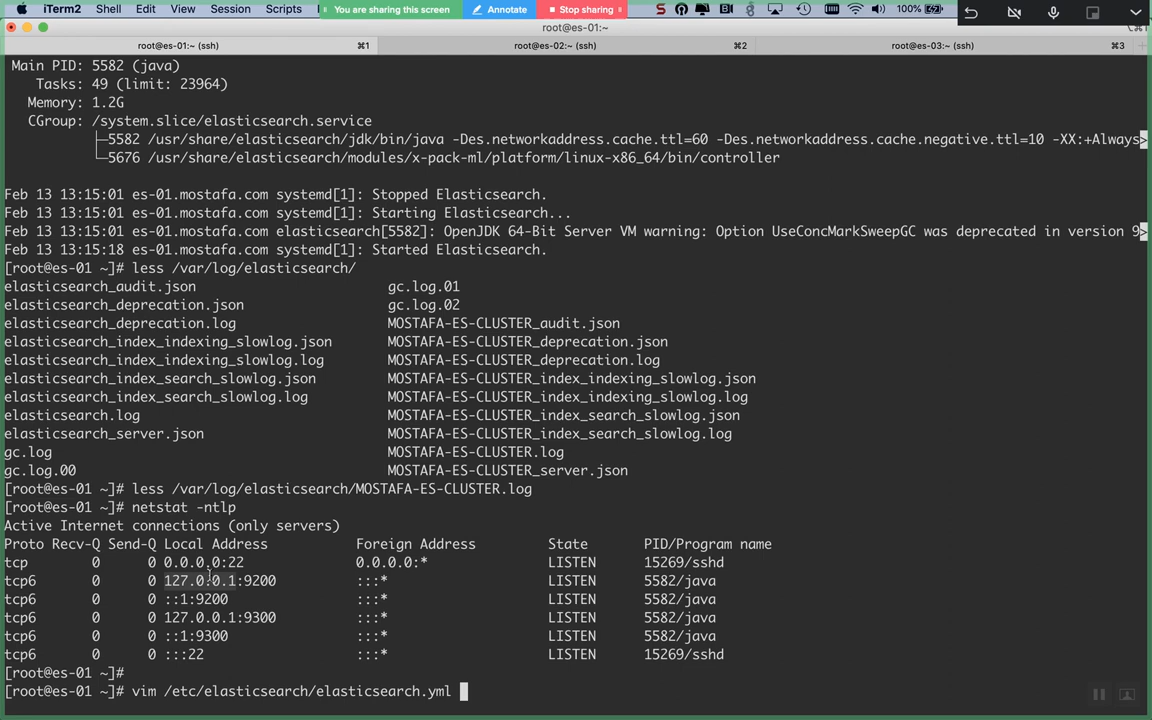 iTerm2 Shell Edit View Session Scripts
You are sharing this screen
Annotate
Stop sharing
100%
root@es-01:~
root@es-01:~ (ssh) ⌘1
root@es-02:~ (ssh) ⌘2
root@es-03:~ (ssh) ⌘3
Main PID: 5582 (java)
Tasks: 49 (limit: 23964)
Memory: 1.2G
CGroup: /system.slice/elasticsearch.service
├─5582 /usr/share/elasticsearch/jdk/bin/java -Des.networkaddress.cache.ttl=60 -Des.networkaddress.cache.negative.ttl=10 -XX:+Always>
└─5676 /usr/share/elasticsearch/modules/x-pack-ml/platform/linux-x86_64/bin/controller
Feb 13 13:15:01 es-01.mostafa.com systemd[1]: Stopped Elasticsearch.
Feb 13 13:15:01 es-01.mostafa.com systemd[1]: Starting Elasticsearch...
Feb 13 13:15:01 es-01.mostafa.com elasticsearch[5582]: OpenJDK 64-Bit Server VM warning: Option UseConcMarkSweepGC was deprecated in version 9>
Feb 13 13:15:18 es-01.mostafa.com systemd[1]: Started Elasticsearch.
[root@es-01 ~]# less /var/log/elasticsearch/
elasticsearch_audit.json gc.log.01
elasticsearch_deprecation.json gc.log.02
elasticsearch_deprecation.log MOSTAFA-ES-CLUSTER_audit.json
elasticsearch_index_indexing_slowlog.json MOSTAFA-ES-CLUSTER_deprecation.json
elasticsearch_index_indexing_slowlog.log MOSTAFA-ES-CLUSTER_deprecation.log
elasticsearch_index_search_slowlog.json MOSTAFA-ES-CLUSTER_index_indexing_slowlog.json
elasticsearch_index_search_slowlog.log MOSTAFA-ES-CLUSTER_index_indexing_slowlog.log
elasticsearch.log MOSTAFA-ES-CLUSTER_index_search_slowlog.json
elasticsearch_server.json MOSTAFA-ES-CLUSTER_index_search_slowlog.log
gc.log MOSTAFA-ES-CLUSTER.log
gc.log.00 MOSTAFA-ES-CLUSTER_server.json
[root@es-01 ~]# less /var/log/elasticsearch/MOSTAFA-ES-CLUSTER.log
[root@es-01 ~]# netstat -ntlp
Active Internet connections (only servers)
Proto Recv-Q Send-Q Local Address Foreign Address State PID/Program name
tcp 0 0 0.0.0.0:22 0.0.0.0:* LISTEN 15269/sshd
tcp6 0 0 127.0.0.1:9200 :::* LISTEN 5582/java
tcp6 0 0 ::1:9200 :::* LISTEN 5582/java
tcp6 0 0 127.0.0.1:9300 :::* LISTEN 5582/java
tcp6 0 0 ::1:9300 :::* LISTEN 5582/java
tcp6 0 0 :::22 :::* LISTEN 15269/sshd
[root@es-01 ~]#
[root@es-01 ~]# vim /etc/elasticsearch/elasticsearch.yml